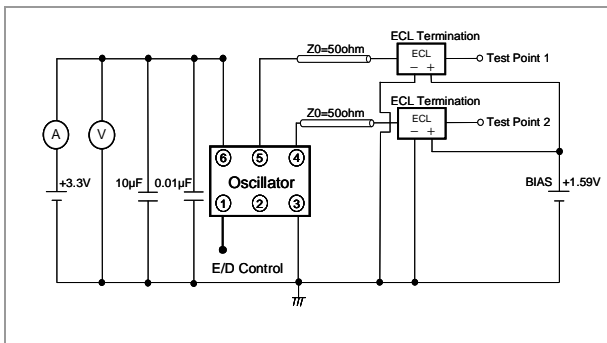 ECL Termination
Z0=50ohm
ECL
− +
Test Point 1
ECL Termination
Z0=50ohm
ECL
− +
Test Point 2
A
V
6
5
4
+3.3V
10µF
0.01µF
Oscillator
BIAS
+1.59V
1
2
3
E/D Control